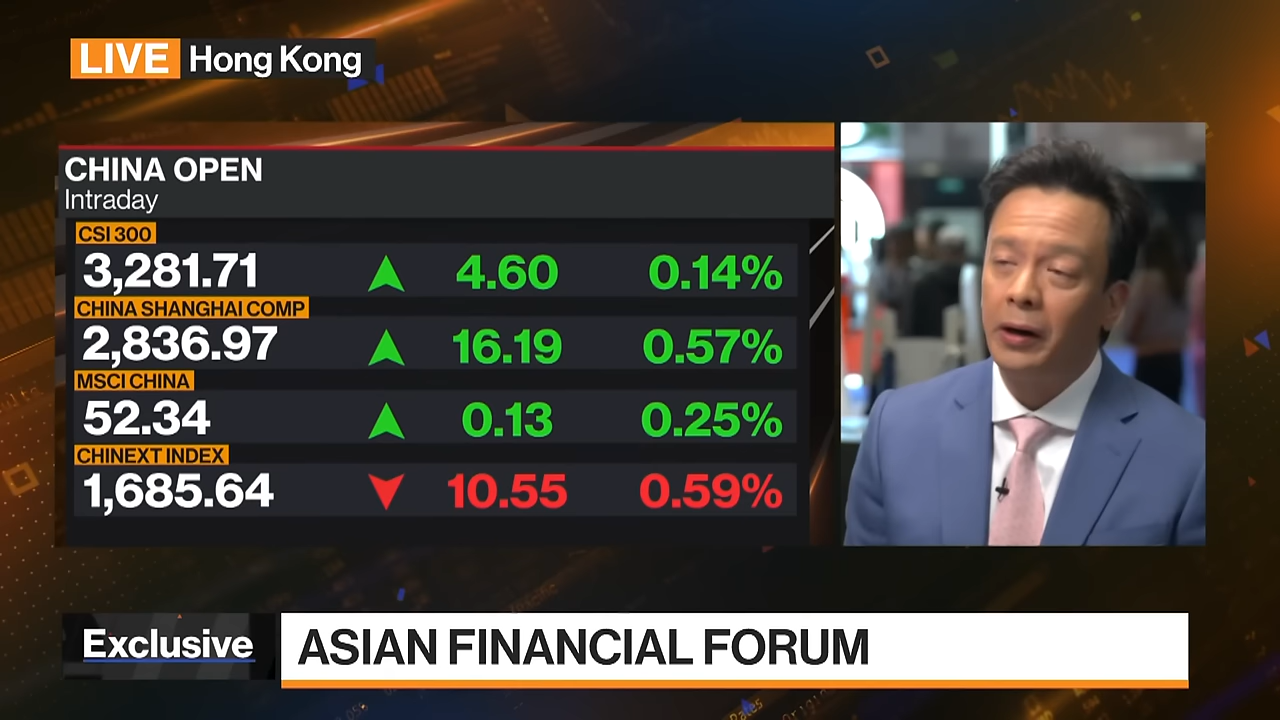 LIVE Hong Kong
CHINA OPEN
Intraday
CSI 300
3,281.71 4.60 0.14%
CHINA SHANGHAI COMP
2,836.97 16.19 0.57%
MSCI CHINA
52.34 0.13 0.25%
CHINEXT INDEX
1,685.64 10.55 0.59%
Exclusive ASIAN FINANCIAL FORUM